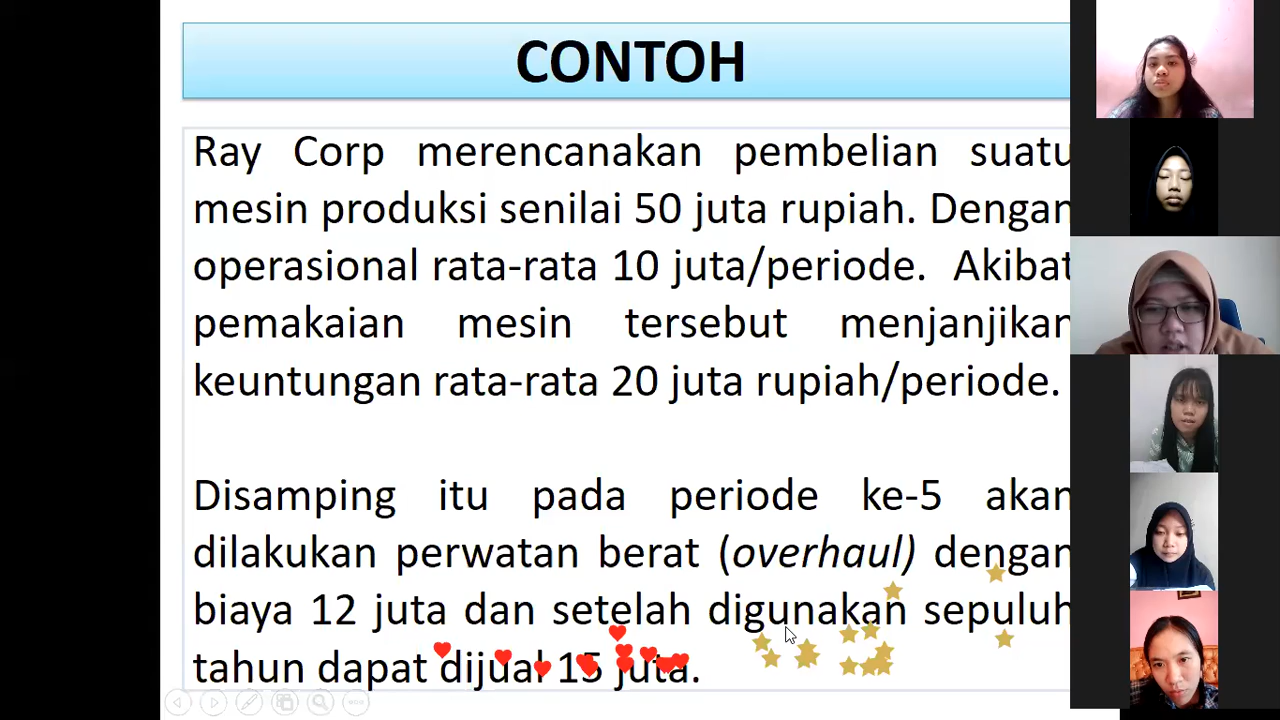 CONTOH
Ray Corp merencanakan pembelian suatu
mesin produksi senilai 50 juta rupiah. Dengan
operasional rata-rata 10 juta/periode. Akibat
pemakaian mesin tersebut menjanjikan
keuntungan rata-rata 20 juta rupiah/periode.
Disamping itu pada periode ke-5 akan
dilakukan perwatan berat (overhaul) dengan
biaya 12 juta dan setelah digunakan sepuluh
tahun dapat dijual 15 juta.